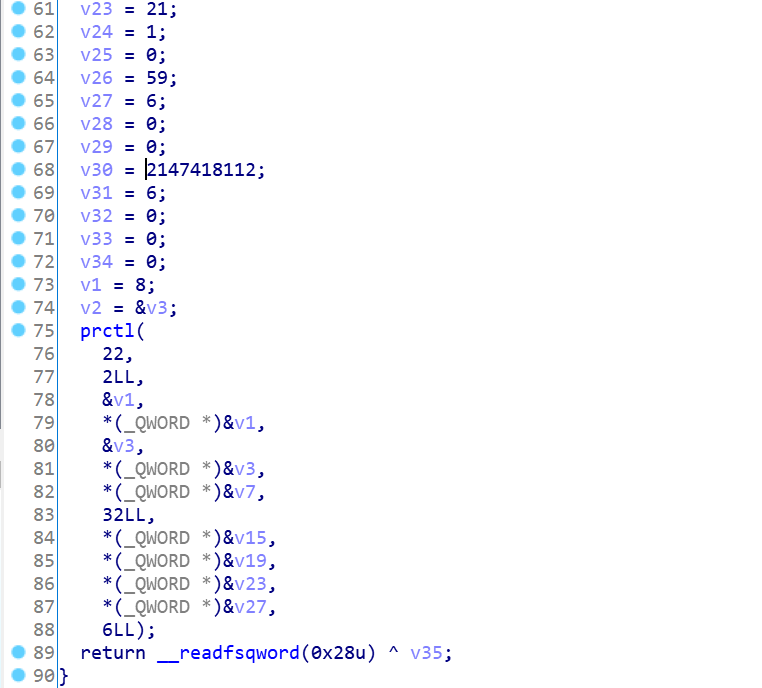 61 v23 = 21;
62 v24 = 1;
63 v25 = 0;
64 v26 = 59;
65 v27 = 6;
66 v28 = 0;
67 v29 = 0;
68 v30 = 2147418112;
69 v31 = 6;
70 v32 = 0;
71 v33 = 0;
72 v34 = 0;
73 v1 = 8;
74 v2 = &v3;
75 prctl(
76 22,
77 2LL,
78 &v1,
79 *(_QWORD *)&v1,
80 &v3,
81 *(_QWORD *)&v3,
82 *(_QWORD *)&v7,
83 32LL,
84 *(_QWORD *)&v15,
85 *(_QWORD *)&v19,
86 *(_QWORD *)&v23,
87 *(_QWORD *)&v27,
88 6LL);
89 return __readfsqword(0x28u) ^ v35;
90 }